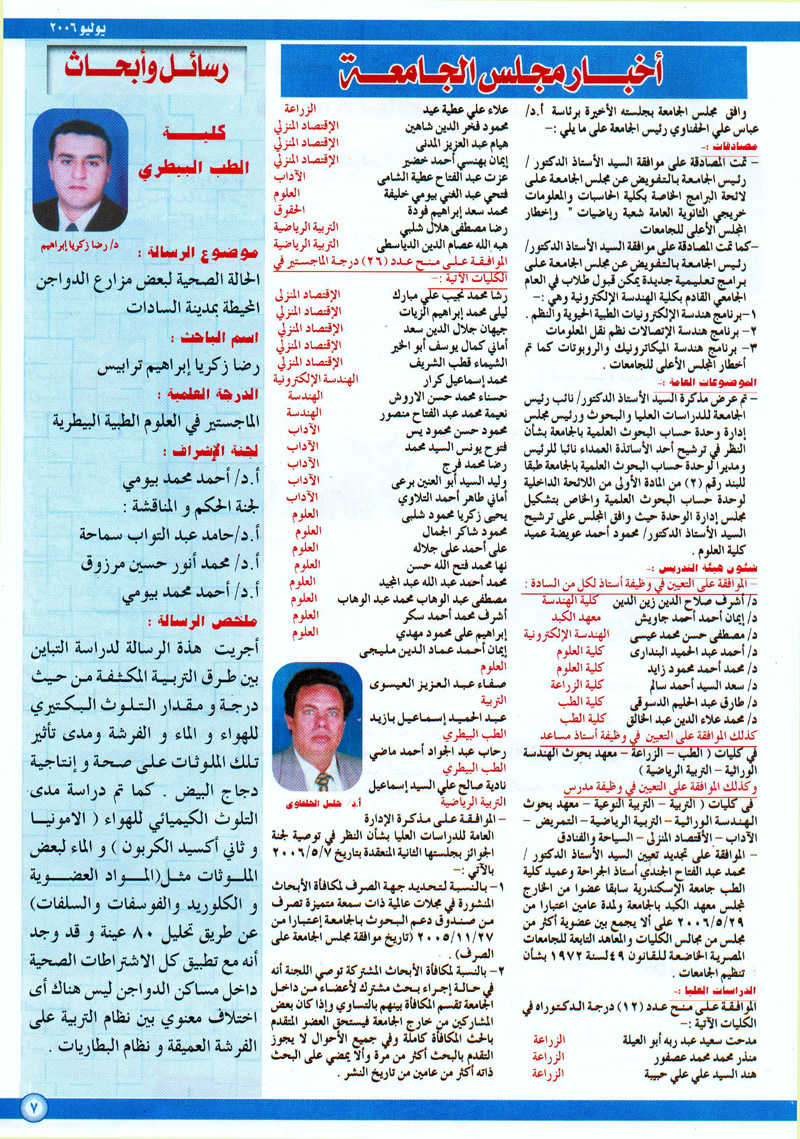 يوليو ٢٠٠٦
أخبـار مجلس الجـامعـــة
وافق مجلس الجامعة بجلسته الأخيرة برئاسة أ.د/
عباس علي الحفناوي رئيس الجامعة على ما يلي :-
مصادقات :-
- تمت المصادقة على موافقة السيد الأستاذ الدكتور /
رئيس الجامعة بالتفويض عن مجلس الجامعة على
لائحة البرامج الخاصة بكلية الحاسبات والمعلومات
خريجي الثانوية العامة شعبة رياضيات " وإخطار
المجلس الأعلى للجامعات
-كما تمت المصادقة على موافقة السيد الأستاذ الدكتور/
رئيس الجامعة بالتفويض عن مجلس الجامعة على
برامج تعليمية جديدة يمكن قبول طلاب في العام
الجامعي القادم بكلية الهندسة الإلكترونية وهي :-
١-برنامج هندسة الإلكترونيات الطبية الحيوية والنظم .
٢- برنامج هندسة الإتصالات نظم نقل المعلومات
٣- برنامج هندسة الميكاترونيك والروبوتات كما تم
أخطار المجلس الأعلى للجامعات .
الموضوعات العامة :-
تم عرض مذكرة السيد الأستاذ الدكتور/ نائب رئيس
الجامعة للدراسات العليا والبحوث ورئيس مجلس
إدارة وحدة حساب البحوث العلمية بالجامعة بشأن
النظر في ترشيح أحد الأساتذة العمداء نائبا للرئيس
ومديرا لوحدة حساب البحوث العلمية بالجامعة طبقا
للبند رقم (٢) من المادة الأولى من اللائحة الداخلية
لوحدة حساب البحوث العلمية والخاص بتشكيل
مجلس إدارة الوحدة حيث وافق المجلس على ترشيح
السيد الأستاذ الدكتور/ محمود أحمد عويضة عميد
كلية العلوم .
شئون هيئة التدريس :-
- الموافقة على التعيين في وظيفة أستاذ لكل من السادة :
د/ أشرف صلاح الدين زين الدين كلية الهندسة
د/ إيمان أحمد أحمد جاويش معهد الكبد
د/ مصطفى حسن محمد عيسى الهندسة الإلكترونية
د/ أحمد عبد الحميد البندارى كلية العلوم
د/ محمد أحمد محمود زايد كلية العلوم
د/ سعد السيد أحمد سالم كلية الزراعة
د/ طارق عبد الحليم الدسوقى كلية الطب
د/ محمد علاء الدين عبد الخالق كلية الطب
كذلك الموافقة على التعيين في وظيفة أستاذ مساعد
في كليات ( الطب - الزراعة - معهد بحوث الهندسة
الوراثية - التربية الرياضية )
وكذلك الموافقة على التعيين في وظيفة مدرس
فى كليات ( التربية - التربية النوعية - معهد بحوث
الهندسة الوراثية - التربية الرياضية - التمريض -
الآداب - الأقتصاد المنزلى - السياحة والفنادق
- الموافقة على تجديد تعيين السيد الأستاذ الدكتور /
محمد عبد الفتاح الجندي أستاذ الجراحة وعميد كلية
الطب جامعة الإسكندرية سابقا عضوا من الخارج
لمجلس معهد الكبد بالجامعة ولمدة عامين اعتبارا من
٢٠٠٦/٥/٢٩ على ألا يجمع بين عضوية أكثر من
مجلس من مجالس الكليات والمعاهد التابعة للجامعات
المصرية الخاضعة للقانون ٤٩ لسنة ١٩٧٢ بشأن
تنظيم الجامعات .
الدراسات العليا :-
الموافقة على منح عدد (١٢) درجة الدكتوراه في
الكليات الآتية :-
مدحت سعيد عبد ربه أبو العيلة الزراعة
منذر محمد محمد عصفور الزراعة
هند السيد علي علي حبيبة الزراعة
علاء علي عطية عيد الزراعة
محمود فخر الدين شاهين الإقتصاد المنزلي
هيام عبد العزيز المدنى الإقتصاد المنزلي
إيمان بهنسي أحمد خضير الإقتصاد المنزلي
عزت عبد الفتاح عطية الشامى الآداب
فتحي عبد الغني بيومي خليفة العلوم
محمد سعد إبراهيم فودة الحقوق
محمد مصطفى هلال شلبي التربية الرياضية
هبه الله عصام الدين الدياسطى التربية الرياضية
الموافقة على منح عدد (٢٦) درجة الماجستير في
الكليات الآتية :-
رشا محمد نجيب علي مبارك الإقتصاد المنزلى
ليلى محمد إبراهيم الزيات الإقتصاد المنزلى
جيهان جلال الدين سعد الإقتصاد المنزلى
أماني كمال يوسف أبو الخير الإقتصاد المنزلى
الشيماء قطب الشريف الإقتصاد المنزلي
محمد إسماعيل كرار الهندسة الإلكترونية
حسناء محمد حسن الاروش الهندسة
نعيمة محمد عبد الفتاح منصور الهندسة
محمود حسن محمود يس الآداب
فتوح يونس السيد محمد الآداب
رضا محمد فرج الآداب
وليد السيد أبو العنين برعى الآداب
أماني طاهر أحمد التلاوي الآداب
يحيى زكريا محمود شلبى العلوم
محمود شاكر الجمال العلوم
على أحمد على جلاله العلوم
نها محمد فتح الله حسن العلوم
محمد أحمد عبد الله عبد المجيد العلوم
مصطفى عبد الوهاب محمد عبد الوهاب العلوم
أشرف محمد أحمد سكر العلوم
إبراهيم على محمود مهدي العلوم
إيمان أحمد عماد الدين مليجى
العلوم
صفاء عبد العزيز العيسوى
التربية
عبد الحميد إسماعيل بازيد
الطب البيطري
رحاب عبد الجواد أحمد ماضي
الطب البيطري
نادية صالح علي السيد إسماعيل
التربية الرياضية
أ.د/ خليل الحلفاوى
- الموافقة على مذكرة الإدارة
العامة للدراسات العليا بشأن النظر في توصية لجنة
الجوائز بجلستها الثانية المنعقدة بتاريخ ٢٠٠٦/٥/٧
بالآتي :-
١- بالنسبة لتحديد جهة الصرف لمكافأة الأبحاث
المنشورة في مجلات عالمية ذات سمعة متميزة تصرف
من صندوق دعم البحوث بالجامعة إعتبارا من
٢٠٠٥/١١/٢٧ (تاريخ موافقة مجلس الجامعة على
الصرف) .
٢- بالنسبة لمكافأة الأبحاث المشتركة توصي اللجنة أنه
في حالة إجراء بحث مشترك لأعضاء من داخل
الجامعة تقسم المكافأة بينهم بالتساوي وإذا كان بعض
المشاركين من خارج الجامعة فيستحق العضو المتقدم
بالحث المكافأة كاملة وفي جميع الأحوال لا يجوز
التقدم بالبحث أكثر من مرة وألا يمضي على البحث
ذاته أكثر من عامين من تاريخ النشر .
رسائل وأبحاث
كليـــــة
الطب البيطري
د/ رضا زكريا إبراهيم
موضوع الرسالة :
الحالة الصحية لبعض مزارع الدواجن
المحيطة بمدينة السادات
اسم الباحث :
رضا زكريا إبراهيم ترابيس
الدرجة العلمية :
الماجستير في العلوم الطبية البيطرية
لجنة الإشراف :
أ.د/ أحمد محمد بيومي
لجنة الحكم و المناقشة :
أ.د/حامد عبد التواب سماحة
أ.د/ محمد أنور حسين مرزوق
أ.د/ أحمد محمد بيومي
ملخص الرسالة :
أجريت هذة الرسالة لدراسة التباين
بين طرق التربية المكثفة من حيث
درجة و مقدار التلوث البكتيري
للهواء و الماء و الفرشة ومدى تأثير
تلك الملوثات على صحة و إنتاجية
دجاج البيض . كما تم دراسة مدى
التلوث الكيميائي للهواء ( الامونيا
و ثاني أكسيد الكربون ) و الماء لبعض
الملوثات مثل(المواد العضوية
و الكلوريد والفوسفات والسلفات)
عن طريق تحليل ٨٠ عينة و قد وجد
أنه مع تطبيق كل الاشتراطات الصحية
داخل مساكن الدواجن ليس هناك أى
اختلاف معنوي بين نظام التربية على
الفرشة العميقة و نظام البطاريات .
٧